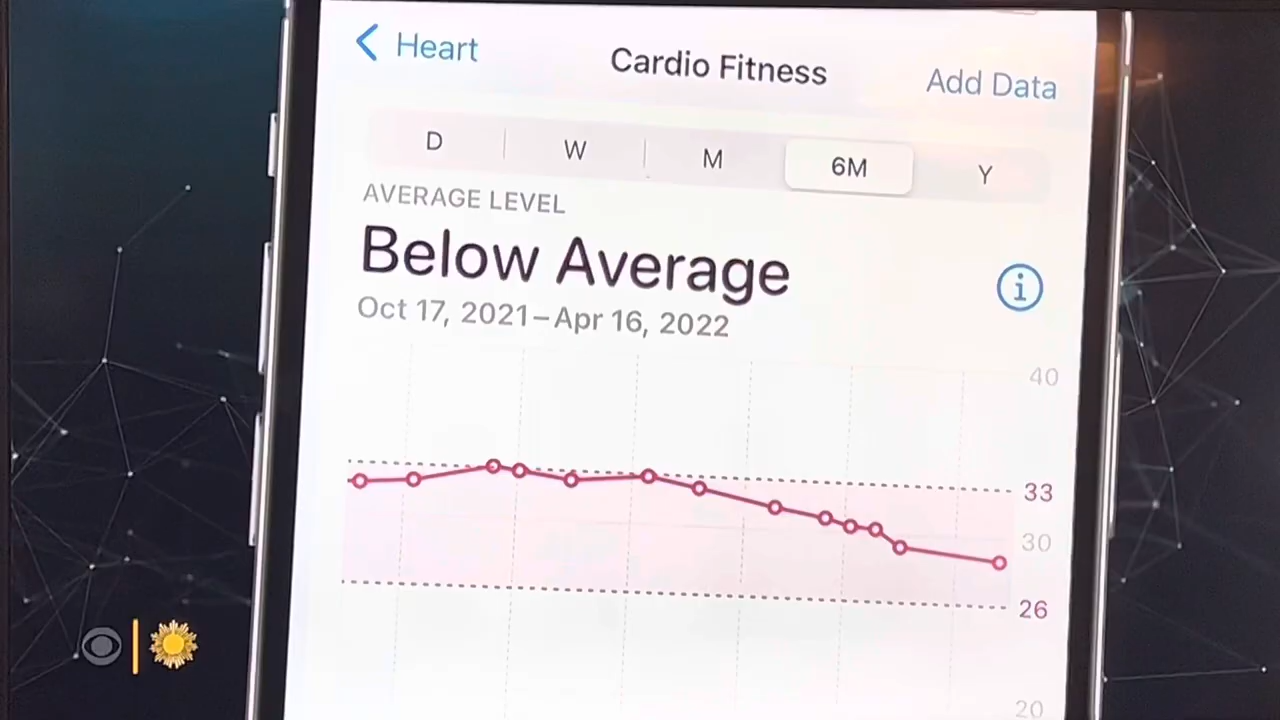 Heart
Cardio Fitness
Add Data
D
W
M
6M
Y
AVERAGE LEVEL
Below Average
Oct 17, 2021–Apr 16, 2022
40
33
30
26
20